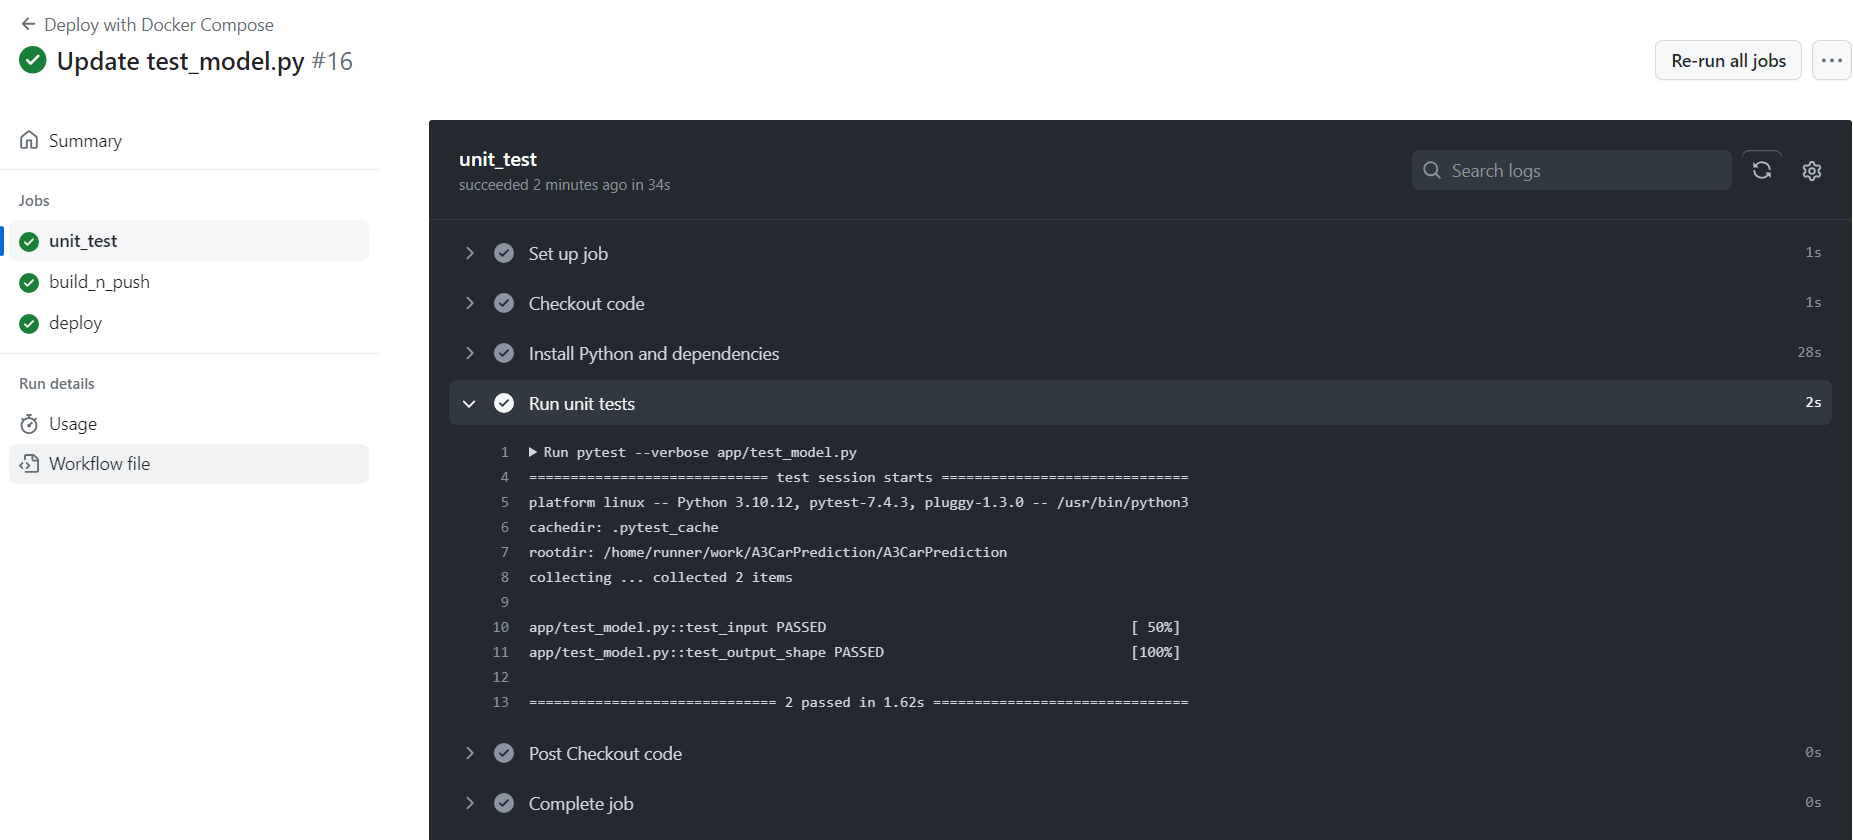 Deploy with Docker Compose
Update test_model.py #16
Re-run all jobs
Summary
Jobs
unit_test
build_n_push
deploy
Run details
Usage
Workflow file
unit_test
succeeded 2 minutes ago in 34s
Search logs
Set up job 1s
Checkout code 1s
Install Python and dependencies 28s
Run unit tests 2s
1 Run pytest --verbose app/test_model.py
4 ============================= test session starts ==============================
5 platform linux -- Python 3.10.12, pytest-7.4.3, pluggy-1.3.0 -- /usr/bin/python3
6 cachedir: .pytest_cache
7 rootdir: /home/runner/work/A3CarPrediction/A3CarPrediction
8 collecting ... collected 2 items
9
10 app/test_model.py::test_input PASSED [ 50%]
11 app/test_model.py::test_output_shape PASSED [100%]
12
13 ============================== 2 passed in 1.62s ===============================
Post Checkout code 0s
Complete job 0s